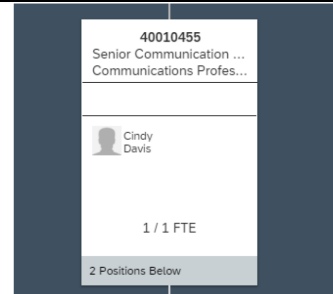 40010455
Senior Communication ...
Communications Profes...
Cindy
Davis
1 / 1 FTE
2 Positions Below